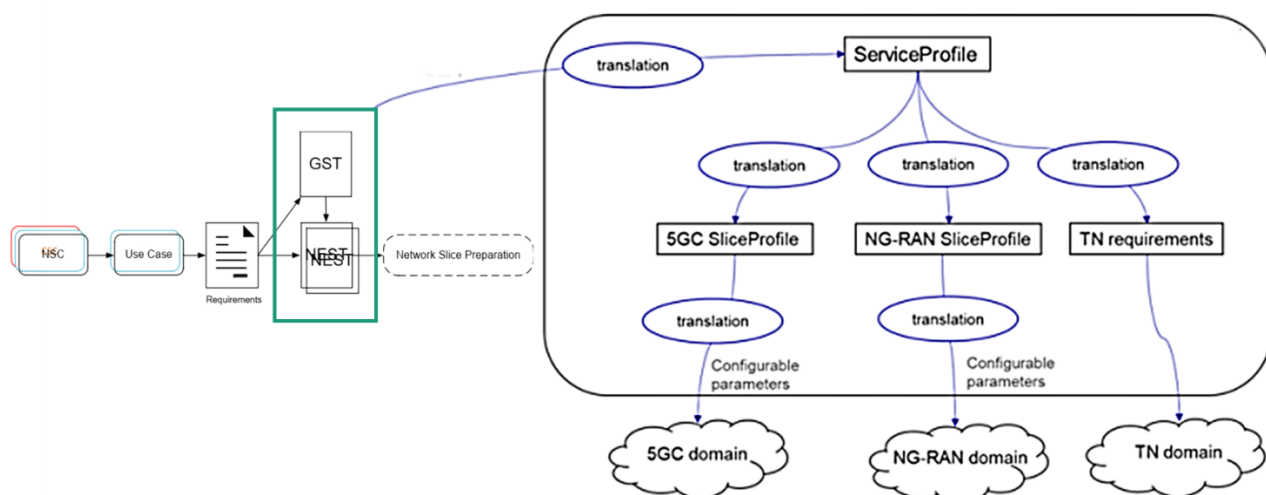 translation
ServiceProfile
GST
translation
translation
translation
NSC
Use Case
Requirements
NEST
NEST
Network Slice Preparation
5GC SliceProfile
NG-RAN SliceProfile
TN requirements
translation
translation
Configurable
parameters
Configurable
parameters
5GC domain
NG-RAN domain
TN domain